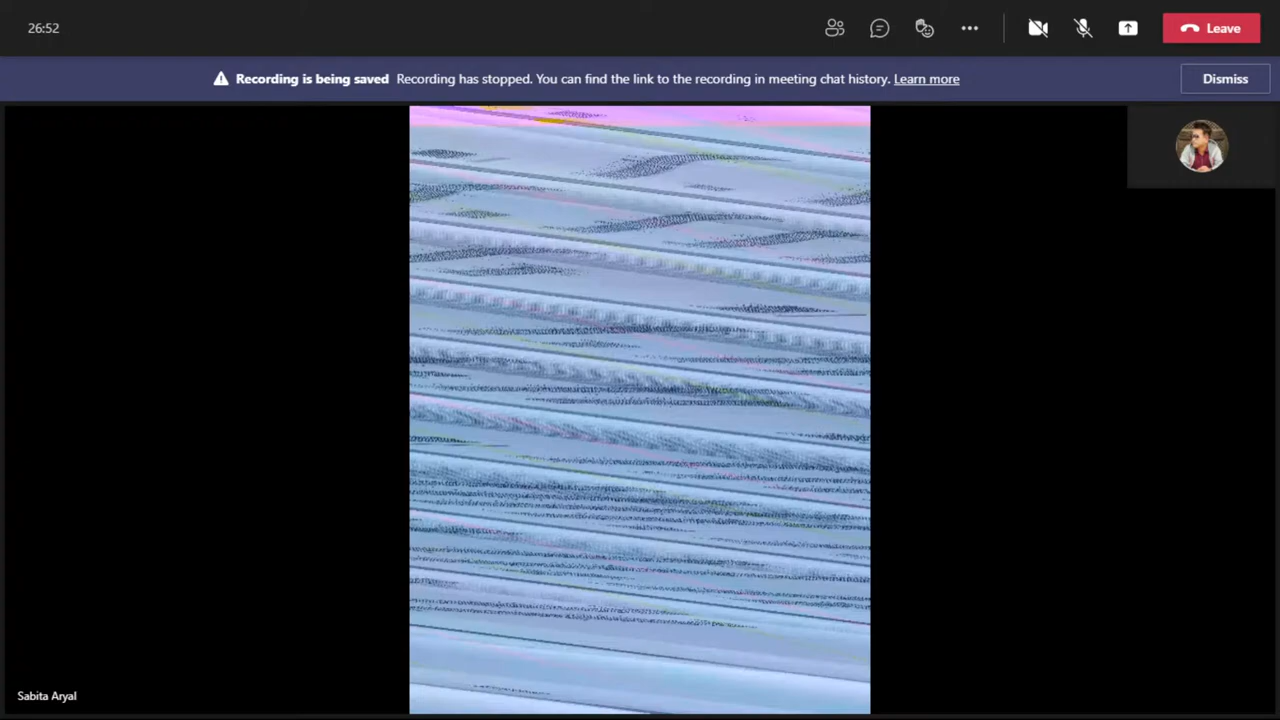 26:52
Leave
Recording is being saved Recording has stopped. You can find the link to the recording in meeting chat history. Learn more
Dismiss
Sabita Aryal